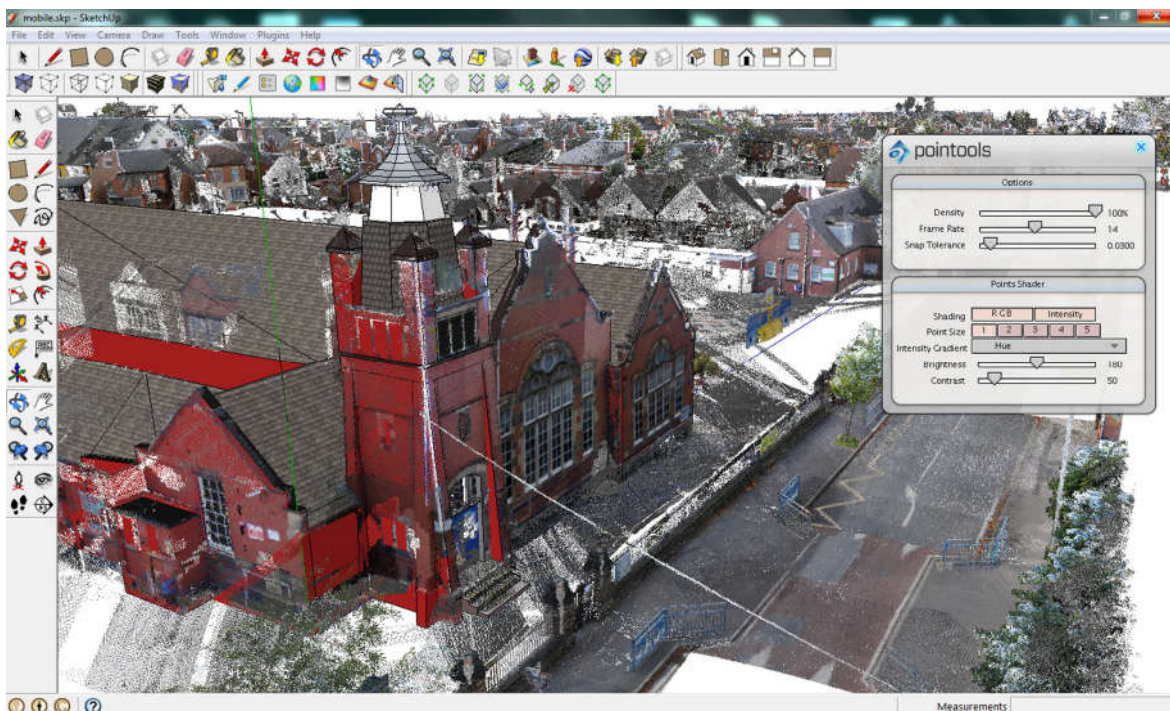 mobile.skp - SketchUp
File Edit View Camera Draw Tools Window Plugins Help
pointools
Options
Density 100%
Frame Rate 14
Snap Tolerance 0.0300
Points Shader
Shading RGB Intensity
Point Size 1 2 3 4 5
Intensity Gradient Hue
Brightness 180
Contrast 50
Measurements